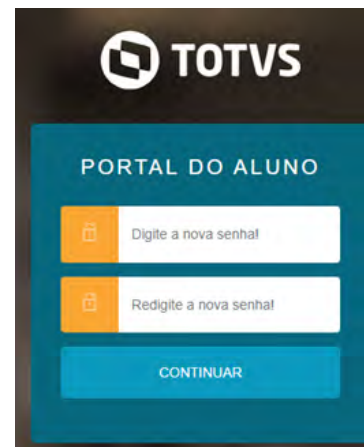 TOTVS
PORTAL DO ALUNO
Digite a nova senha!
Redigite a nova senha!
CONTINUAR